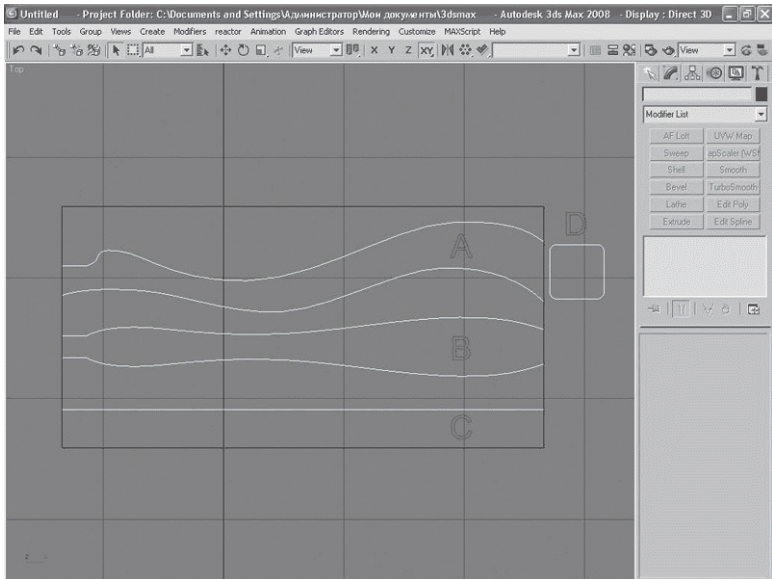 Untitled - Project Folder: C:\Documents and Settings\Администратор\Мои документы\3dsmax - Autodesk 3ds Max 2008 - Display : Direct 3D
File Edit Tools Group Views Create Modifiers reactor Animation Graph Editors Rendering Customize MAXScript Help
All View X Y Z XY View
Top
Modifier List
AF Loft UVW Map
Sweep apScaler (WSM
Shell Smooth
Bevel TurboSmooth
Lathe Edit Poly
Extrude Edit Spline
D
A
B
C